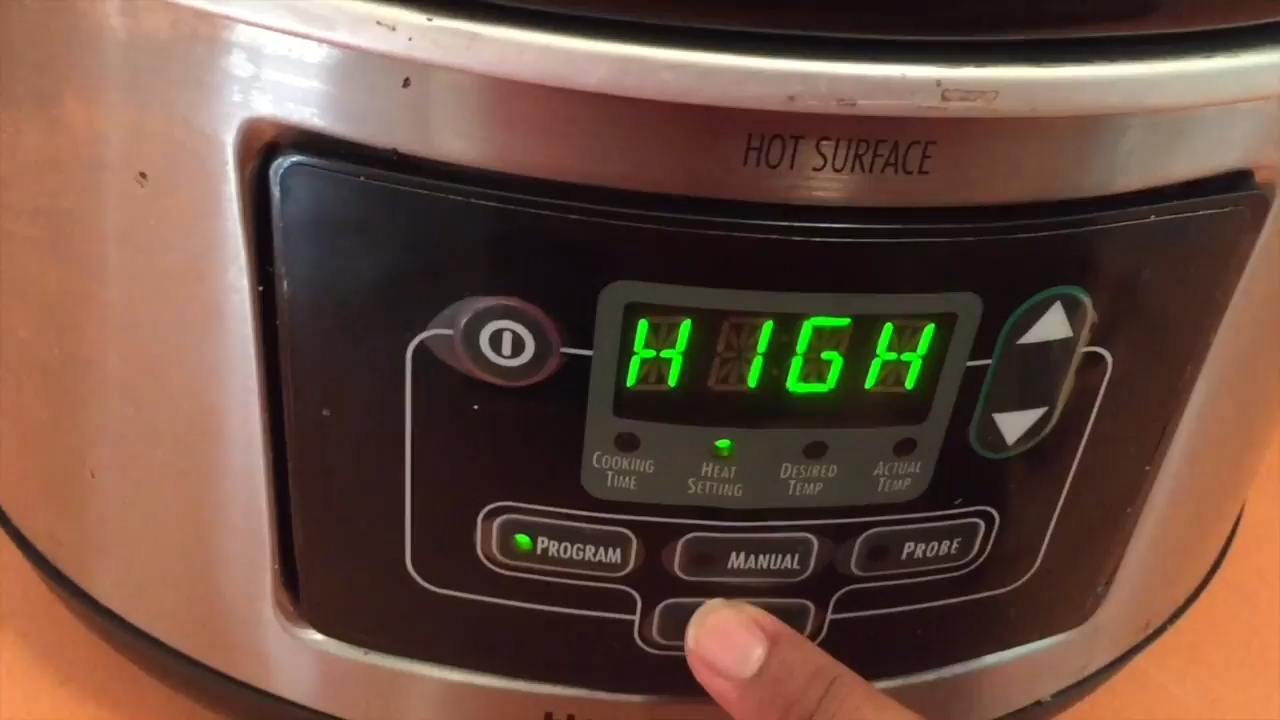 HOT SURFACE
HIGH
COOKING TIME
HEAT SETTING
DESIRED TEMP
ACTUAL TEMP
PROGRAM
MANUAL
PROBE